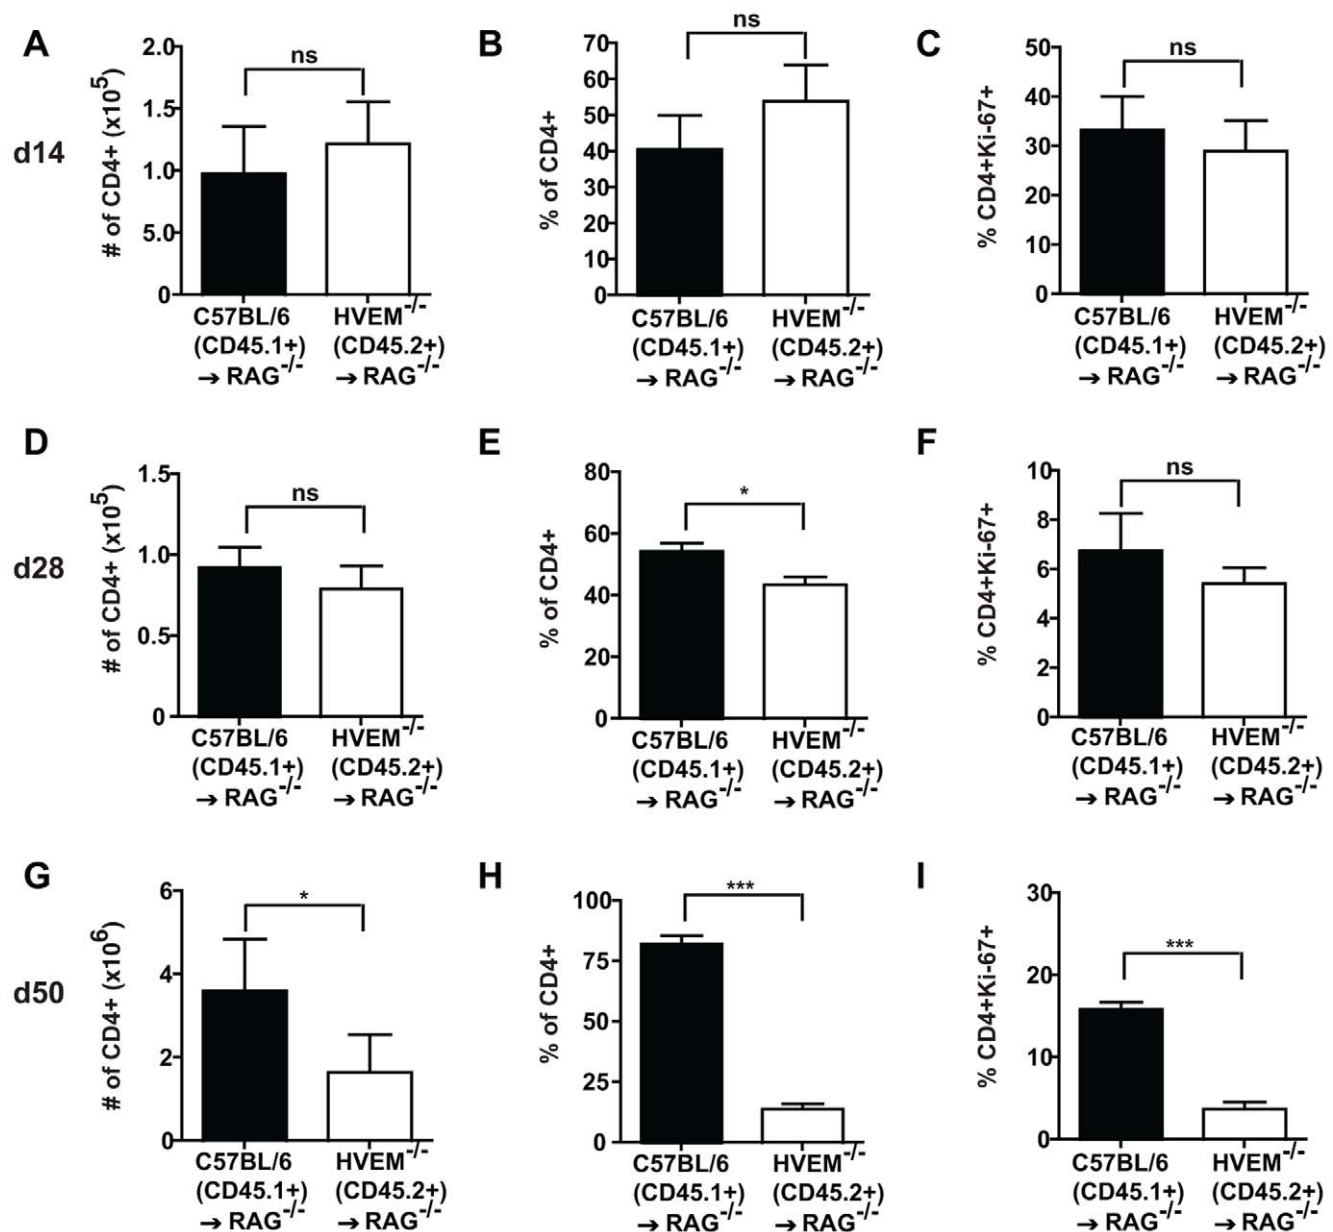 A
# of CD4+ (x10^5)
2.0
1.5
1.0
5.0
0
ns
C57BL/6
(CD45.1+)
→ RAG^-/-
HVEM^-/-
(CD45.2+)
→ RAG^-/-
B
% of CD4+
70
60
50
40
30
20
10
0
ns
C57BL/6
(CD45.1+)
→ RAG^-/-
HVEM^-/-
(CD45.2+)
→ RAG^-/-
C
% CD4+Ki-67+
50
40
30
20
10
0
ns
C57BL/6
(CD45.1+)
→ RAG^-/-
HVEM^-/-
(CD45.2+)
→ RAG^-/-
d14
D
# of CD4+ (x10^5)
1.5
1.0
0.5
0
ns
C57BL/6
(CD45.1+)
→ RAG^-/-
HVEM^-/-
(CD45.2+)
→ RAG^-/-
E
% of CD4+
80
60
40
20
0
*
C57BL/6
(CD45.1+)
→ RAG^-/-
HVEM^-/-
(CD45.2+)
→ RAG^-/-
F
% CD4+Ki-67+
10
8
6
4
2
0
ns
C57BL/6
(CD45.1+)
→ RAG^-/-
HVEM^-/-
(CD45.2+)
→ RAG^-/-
d28
G
# of CD4+ (x10^6)
6
4
2
0
*
C57BL/6
(CD45.1+)
→ RAG^-/-
HVEM^-/-
(CD45.2+)
→ RAG^-/-
H
% of CD4+
100
75
50
25
0
***
C57BL/6
(CD45.1+)
→ RAG^-/-
HVEM^-/-
(CD45.2+)
→ RAG^-/-
I
% CD4+Ki-67+
30
20
10
0
***
C57BL/6
(CD45.1+)
→ RAG^-/-
HVEM^-/-
(CD45.2+)
→ RAG^-/-
d50